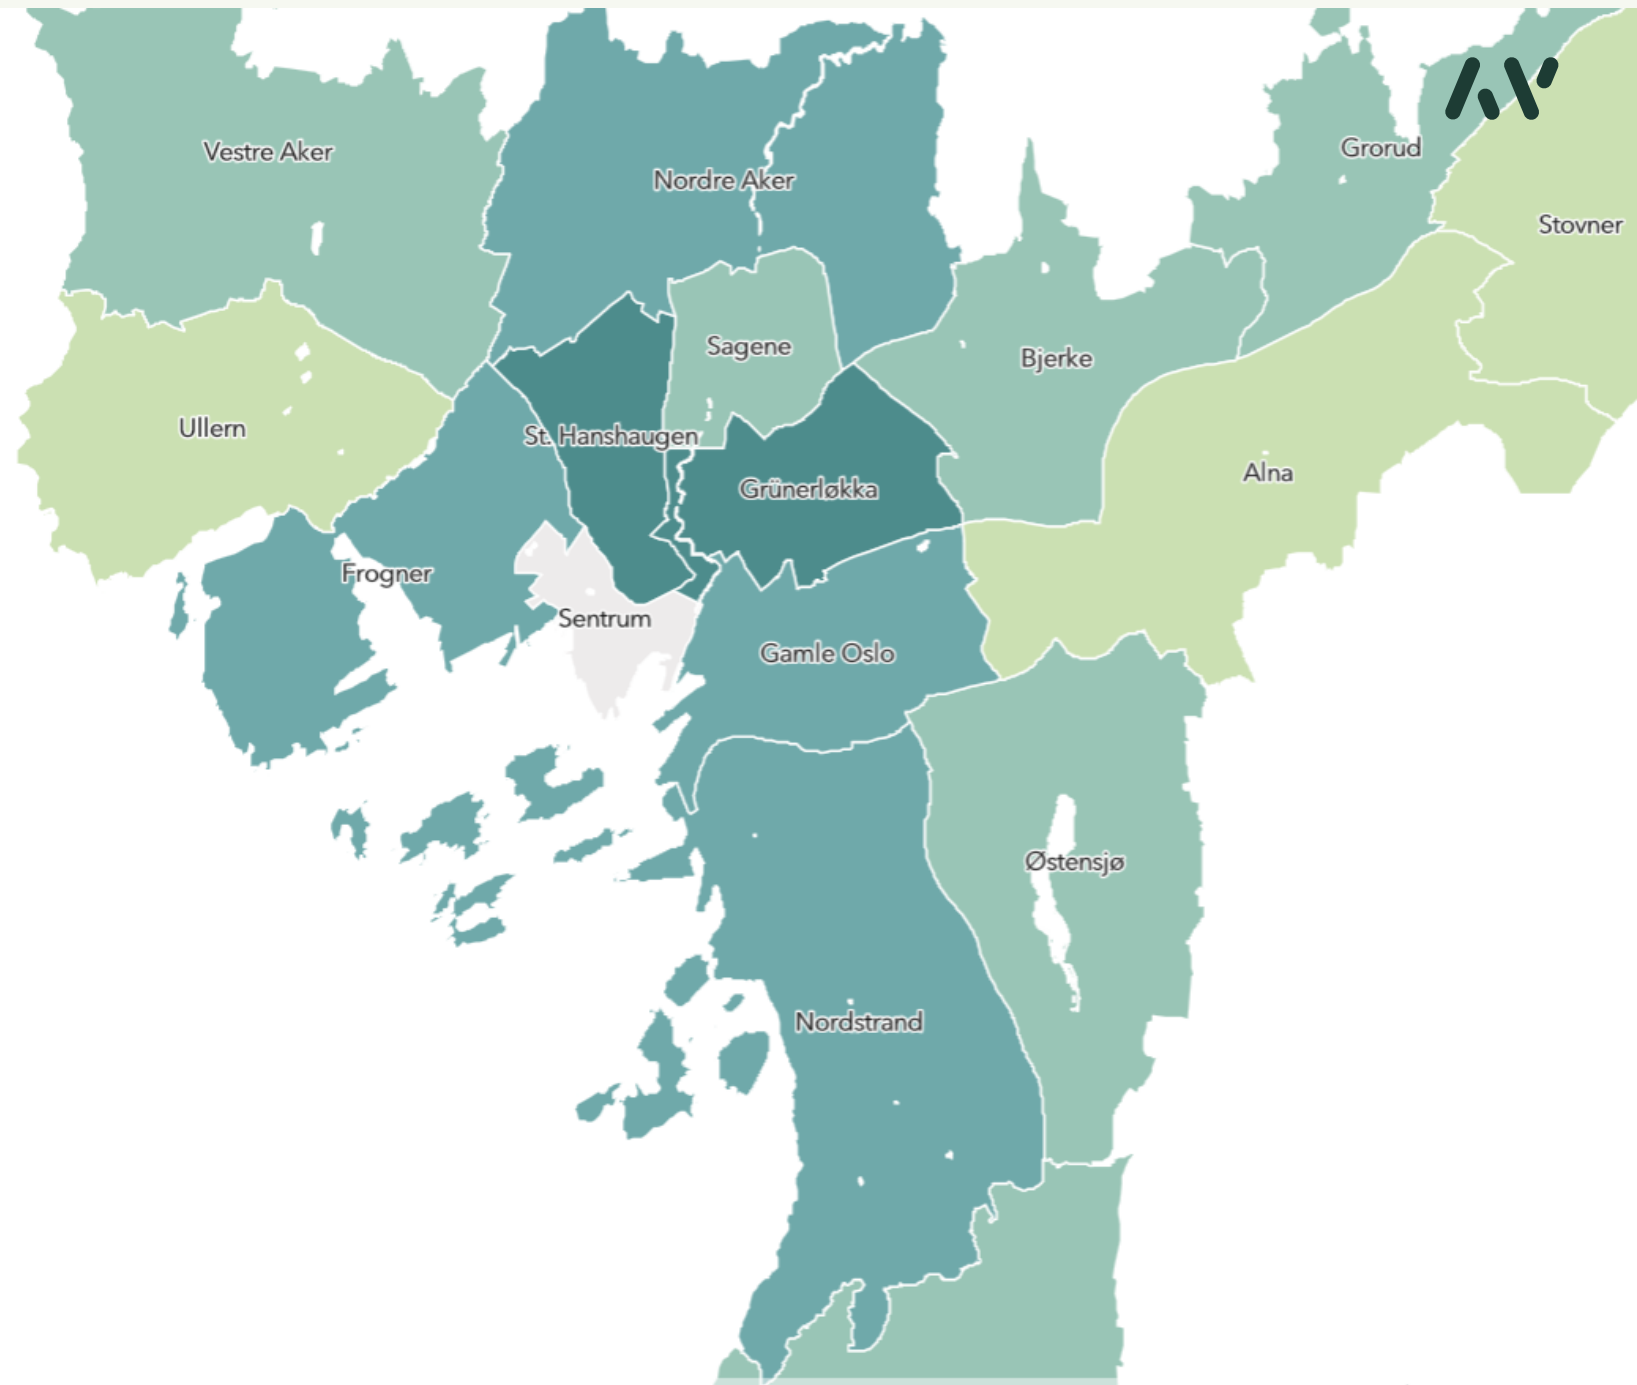 Vestre Aker
Nordre Aker
Grorud
Stovner
Sagene
Bjerke
Ullern
St. Hanshaugen
Alna
Grünerløkka
Frogner
Sentrum
Gamle Oslo
Østensjø
Nordstrand